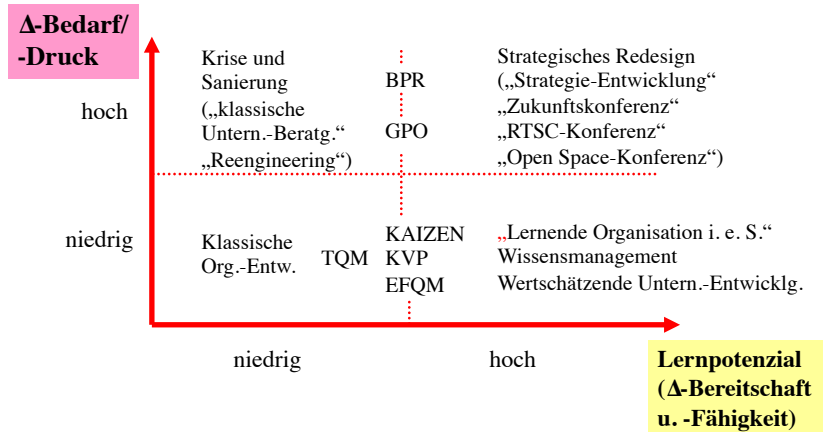 Δ-Bedarf/
-Druck
hoch
niedrig
Krise und
Sanierung
(„klassische
Untern.-Beratg.“
„Reengineering“)
BPR
GPO
Strategisches Redesign
(„Strategie-Entwicklung“
„Zukunftskonferenz“
„RTSC-Konferenz“
„Open Space-Konferenz“)
Klassische
Org.-Entw.
TQM
KAIZEN
KVP
EFQM
„Lernende Organisation i. e. S.“
Wissensmanagement
Wertschätzende Untern.-Entwicklg.
niedrig
hoch
Lernpotenzial
(Δ-Bereitschaft
u. -Fähigkeit)